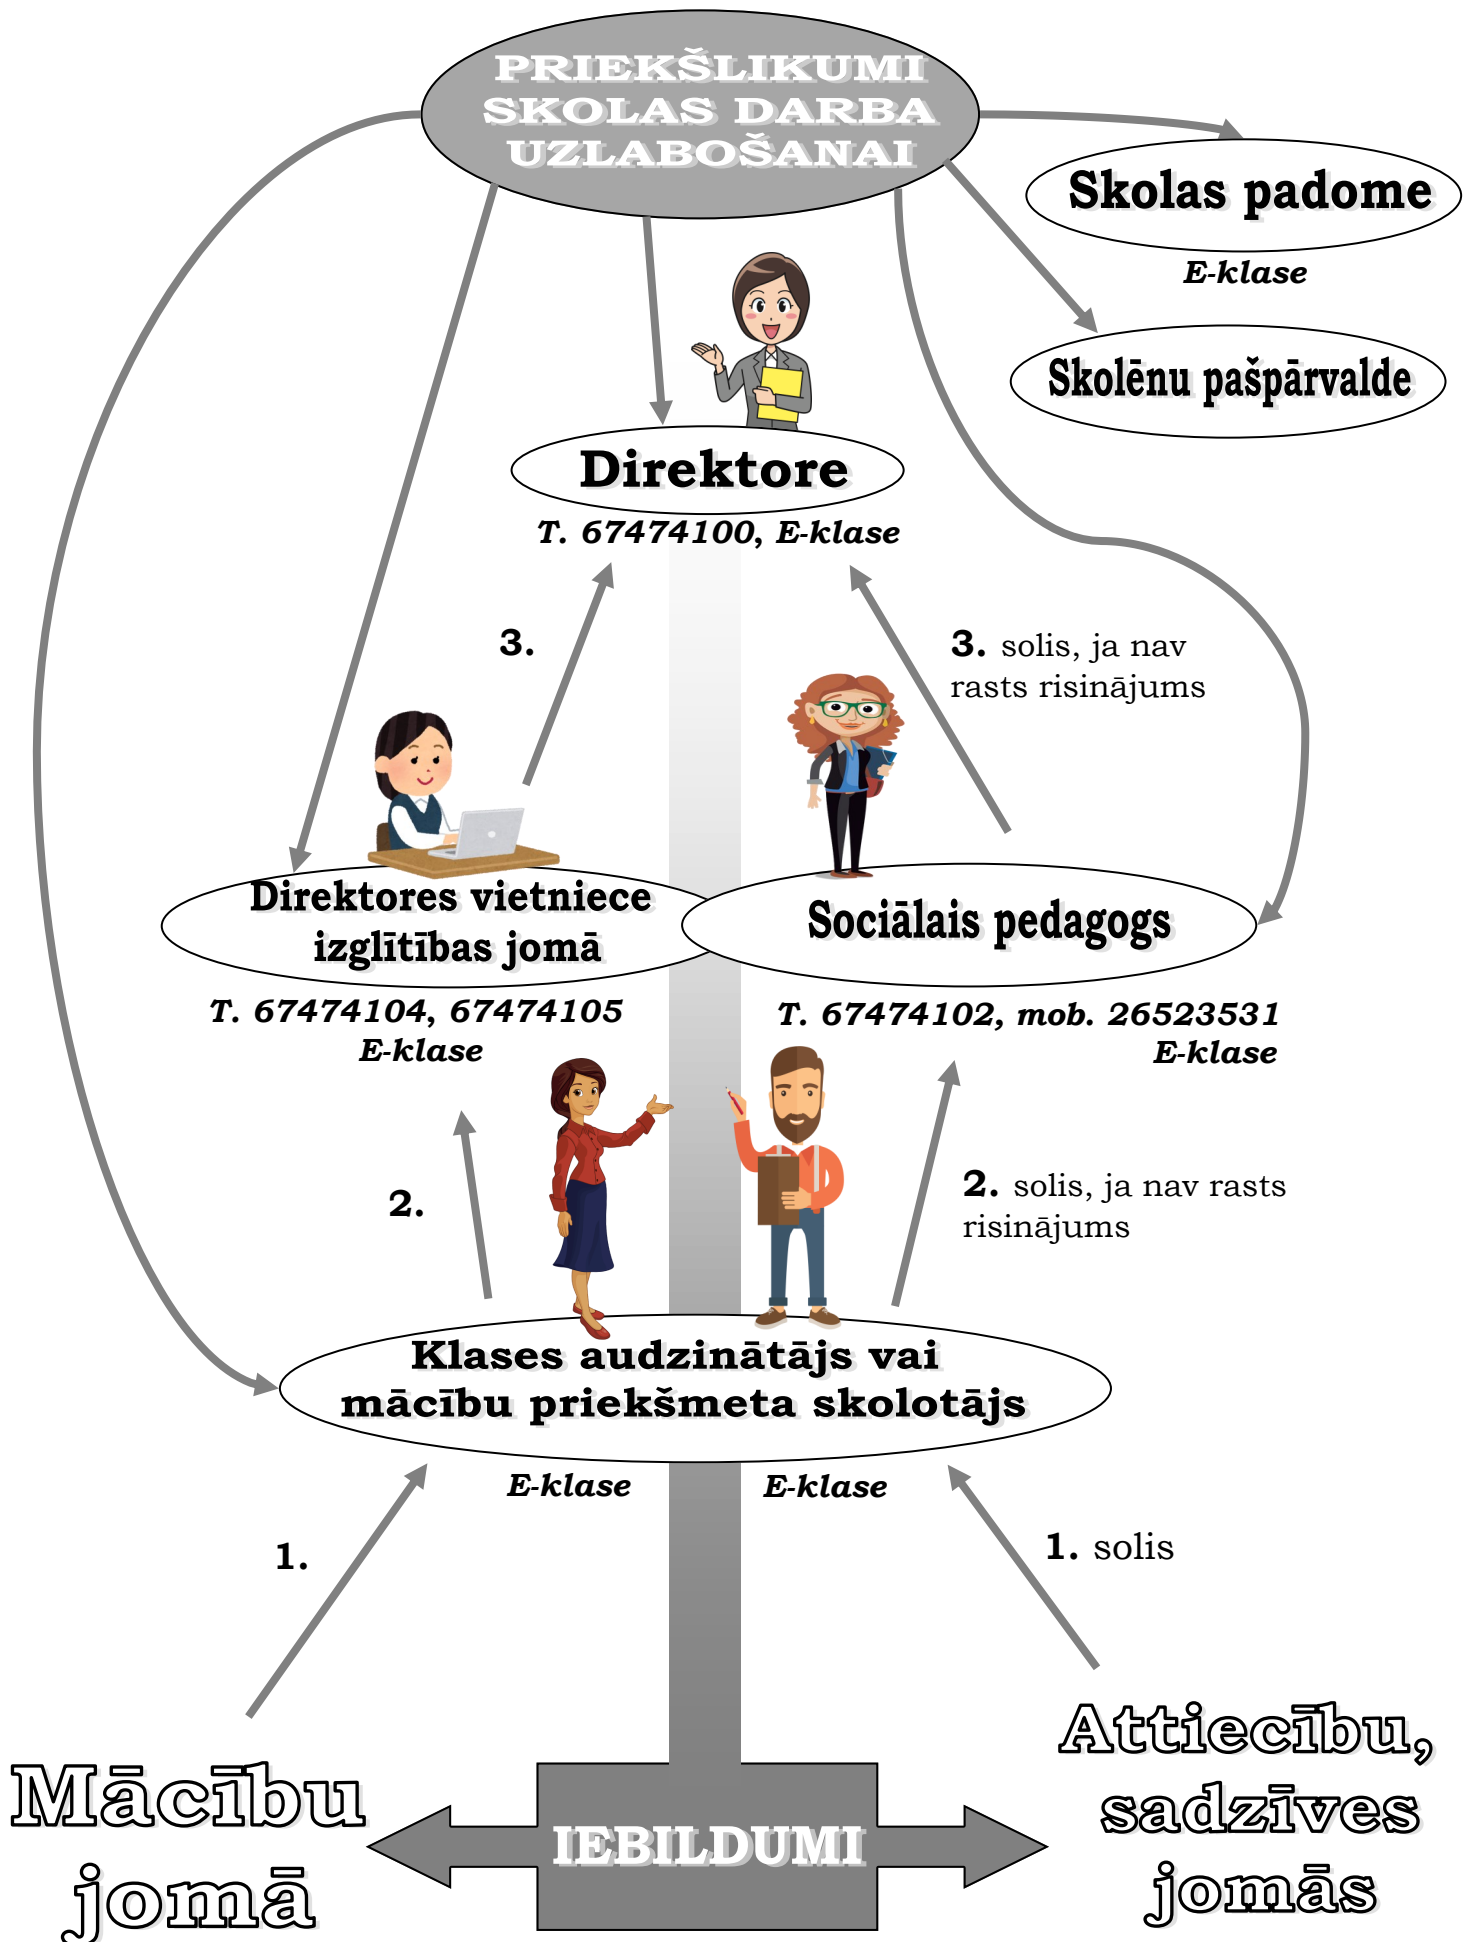 PRIEKŠLIKUMI
SKOLAS DARBA
UZLABOŠANAI
Skolas padome
E-klase
Skolēnu pašpārvalde
Direktore
T. 67474100, E-klase
3.
3. solis, ja nav
rasts risinājums
Direktores vietniece
izglītības jomā
T. 67474104, 67474105
E-klase
Sociālais pedagogs
T. 67474102, mob. 26523531
E-klase
2.
2. solis, ja nav rasts
risinājums
Klases audzinātājs vai
mācību priekšmeta skolotājs
E-klase
E-klase
1.
1. solis
Mācību
jomā
IEBILDUMI
Attiecību,
sadzīves
jomās